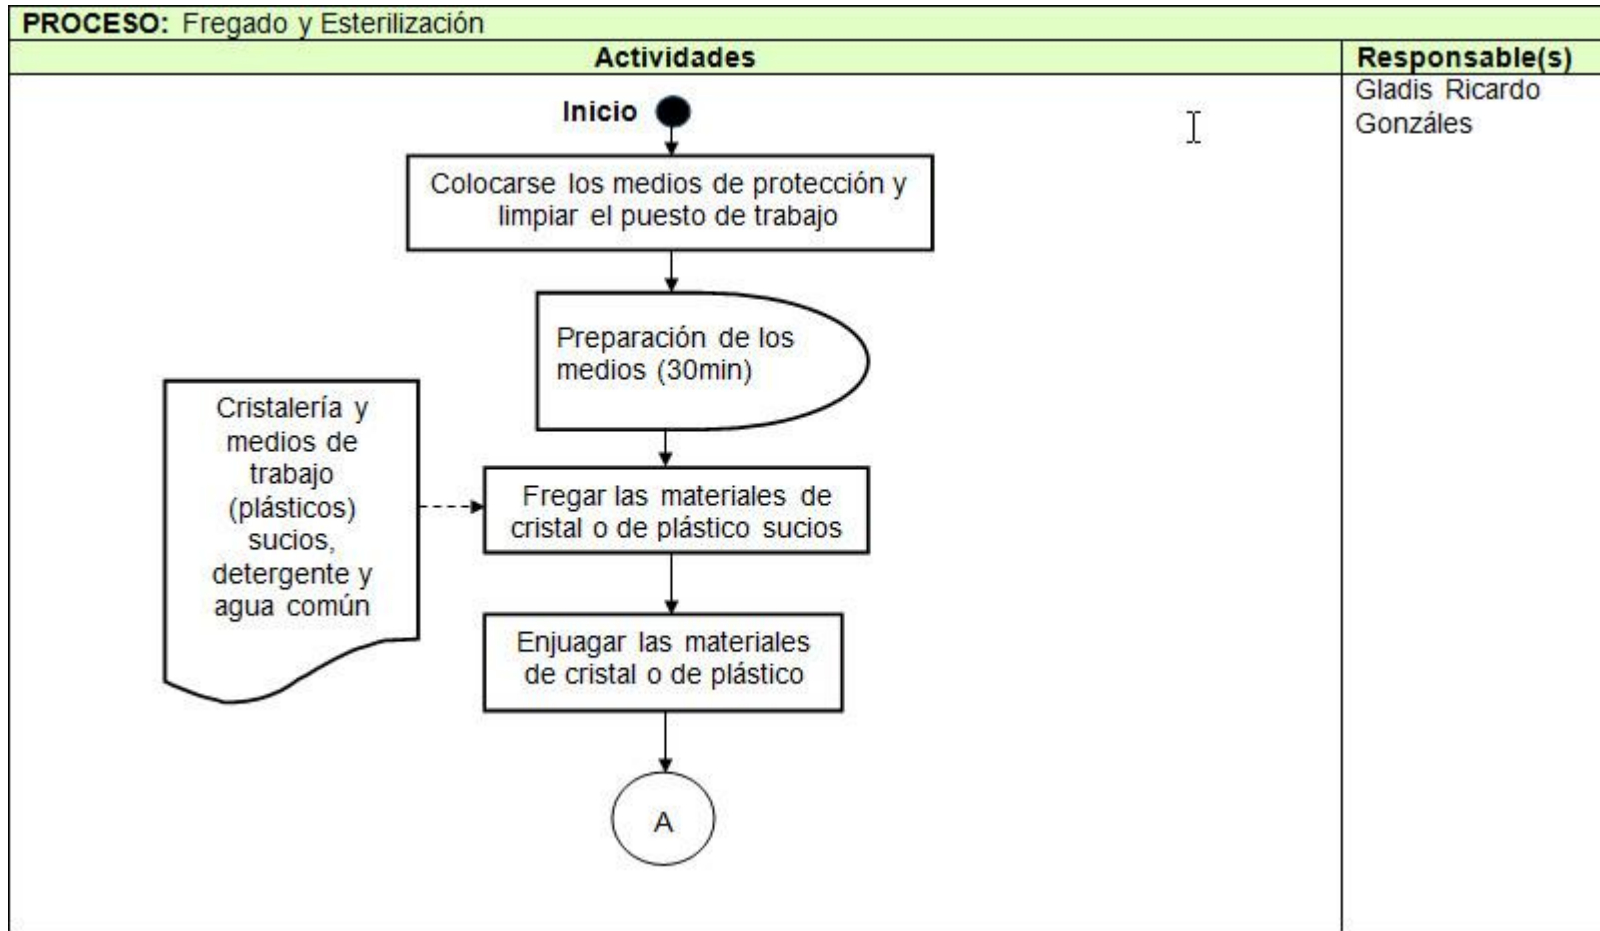 PROCESO: Fregado y Esterilización
Actividades
Responsable(s)
Gladis Ricardo
Gonzáles
Inicio
Colocarse los medios de protección y
limpiar el puesto de trabajo
Preparación de los
medios (30min)
Cristalería y
medios de
trabajo
(plásticos)
sucios,
detergente y
agua común
Fregar las materiales de
cristal o de plástico sucios
Enjuagar las materiales
de cristal o de plástico
A